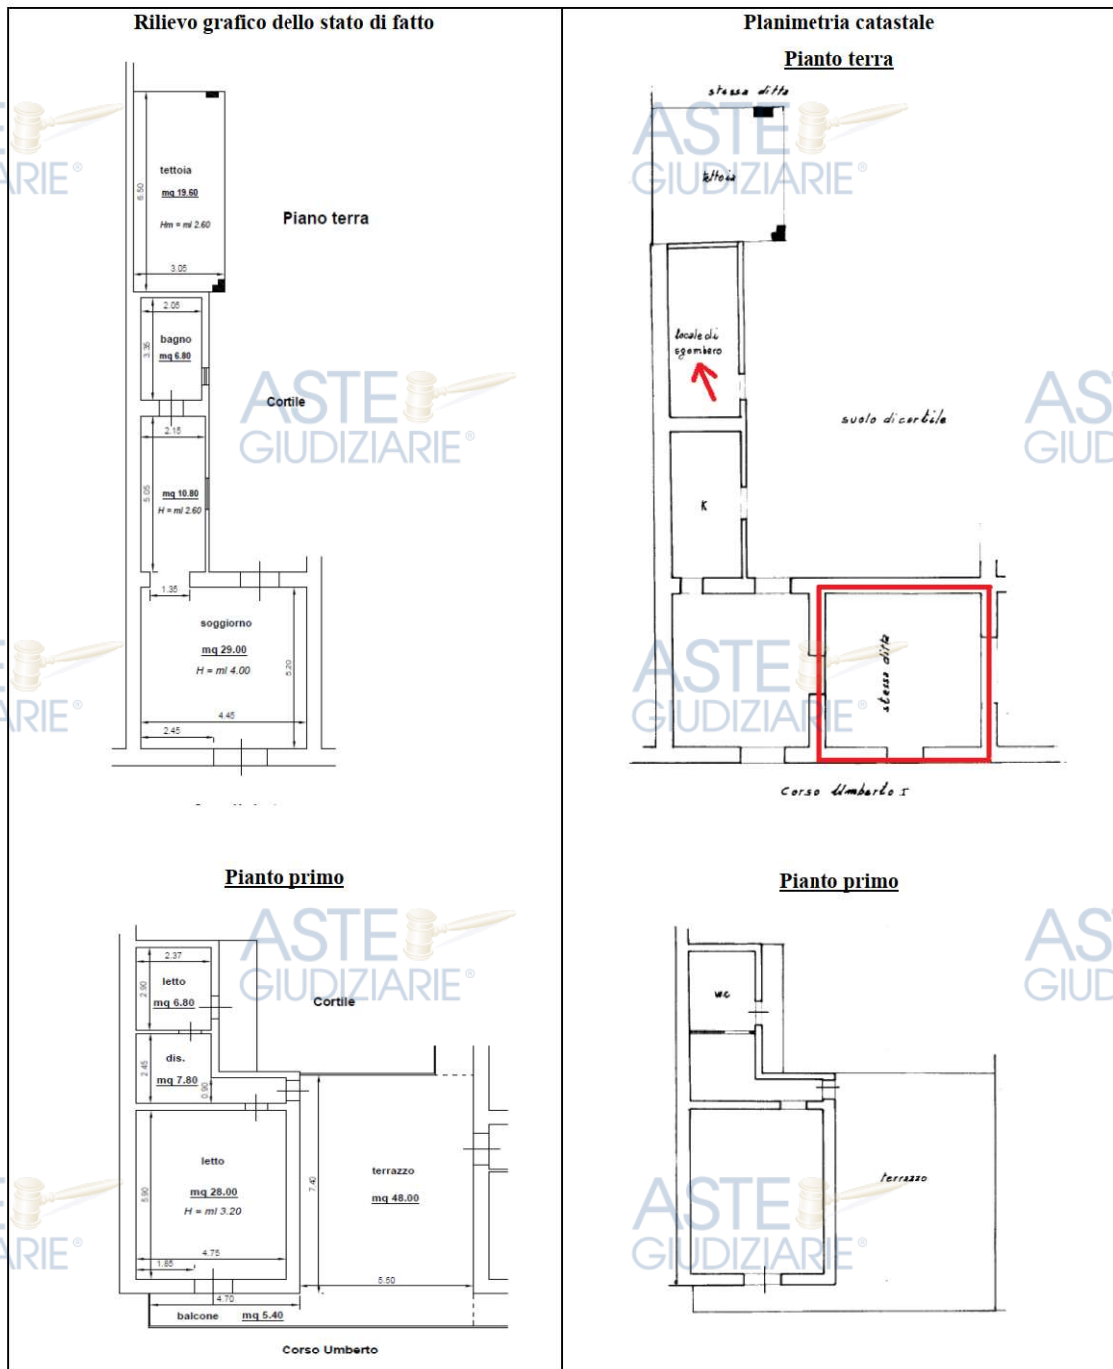 Rilievo grafico dello stato di fatto
tettoia
mq 19.60
Hm = ml 2.60
6.50
3.05
Piano terra
2.05
bagno
mq 6.80
3.35
Cortile
2.15
5.05
mq 10.80
H = ml 2.60
1.35
soggiorno
mq 29.00
H = ml 4.00
5.20
4.45
2.45
Pianto primo
2.37
letto
mq 6.80
2.90
Cortile
dis.
mq 7.80
2.45
0.90
letto
mq 28.00
H = ml 3.20
5.90
4.75
1.85
7.40
terrazzo
mq 48.00
5.50
4.70
balcone mq 5.40
Corso Umberto
Planimetria catastale
Pianto terra
stessa ditta
tettoia
locale di
sgombero
suolo di cortile
K
stessa ditta
Corso Umberto I
Pianto primo
wc
terrazzo
ASTE
GIUDIZIARIE®